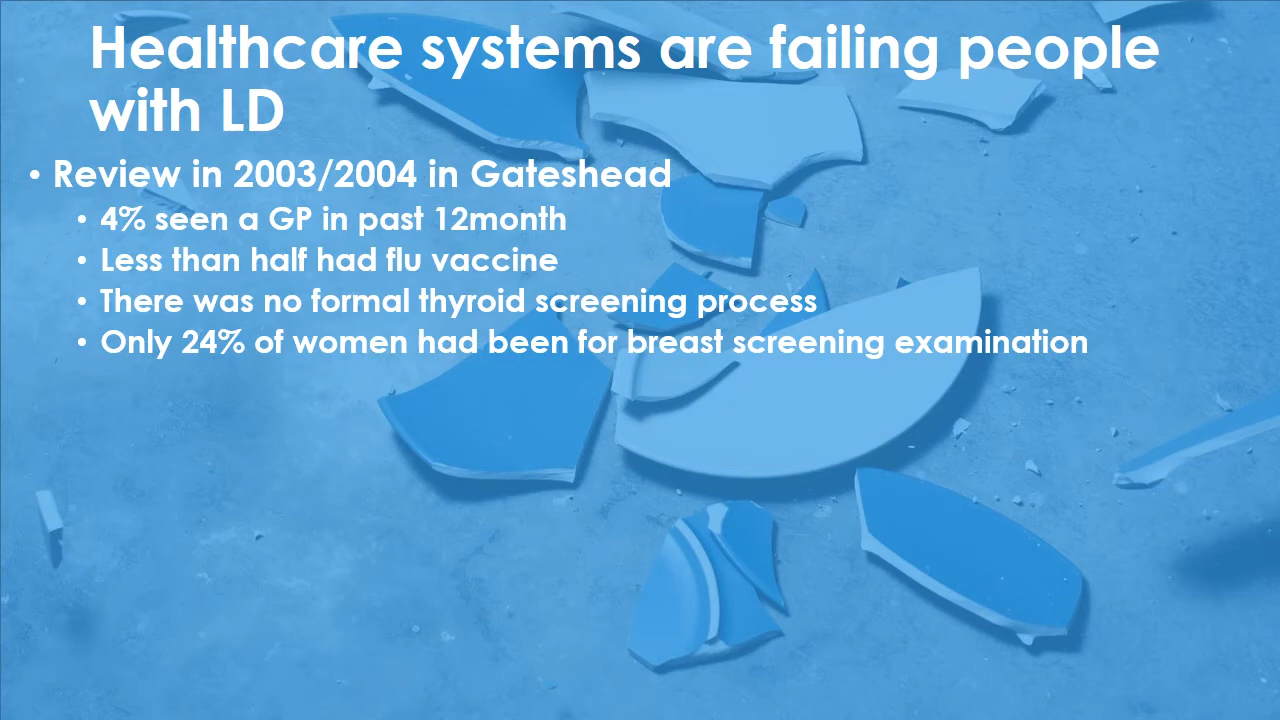 Healthcare systems are failing people
with LD
• Review in 2003/2004 in Gateshead
• 4% seen a GP in past 12month
• Less than half had flu vaccine
• There was no formal thyroid screening process
• Only 24% of women had been for breast screening examination